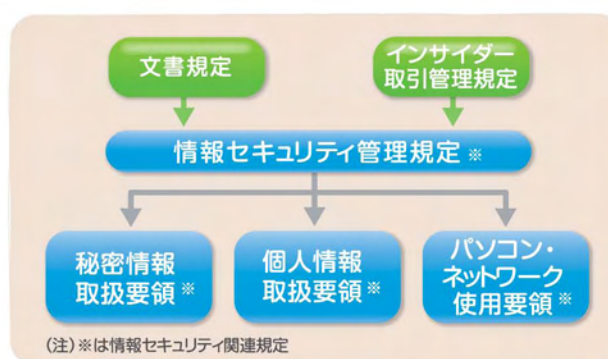 文書規定
インサイダー
取引管理規定
情報セキュリティ管理規定※
秘密情報
取扱要領※
個人情報
取扱要領※
パソコン・
ネットワーク
使用要領※
(注)※は情報セキュリティ関連規定